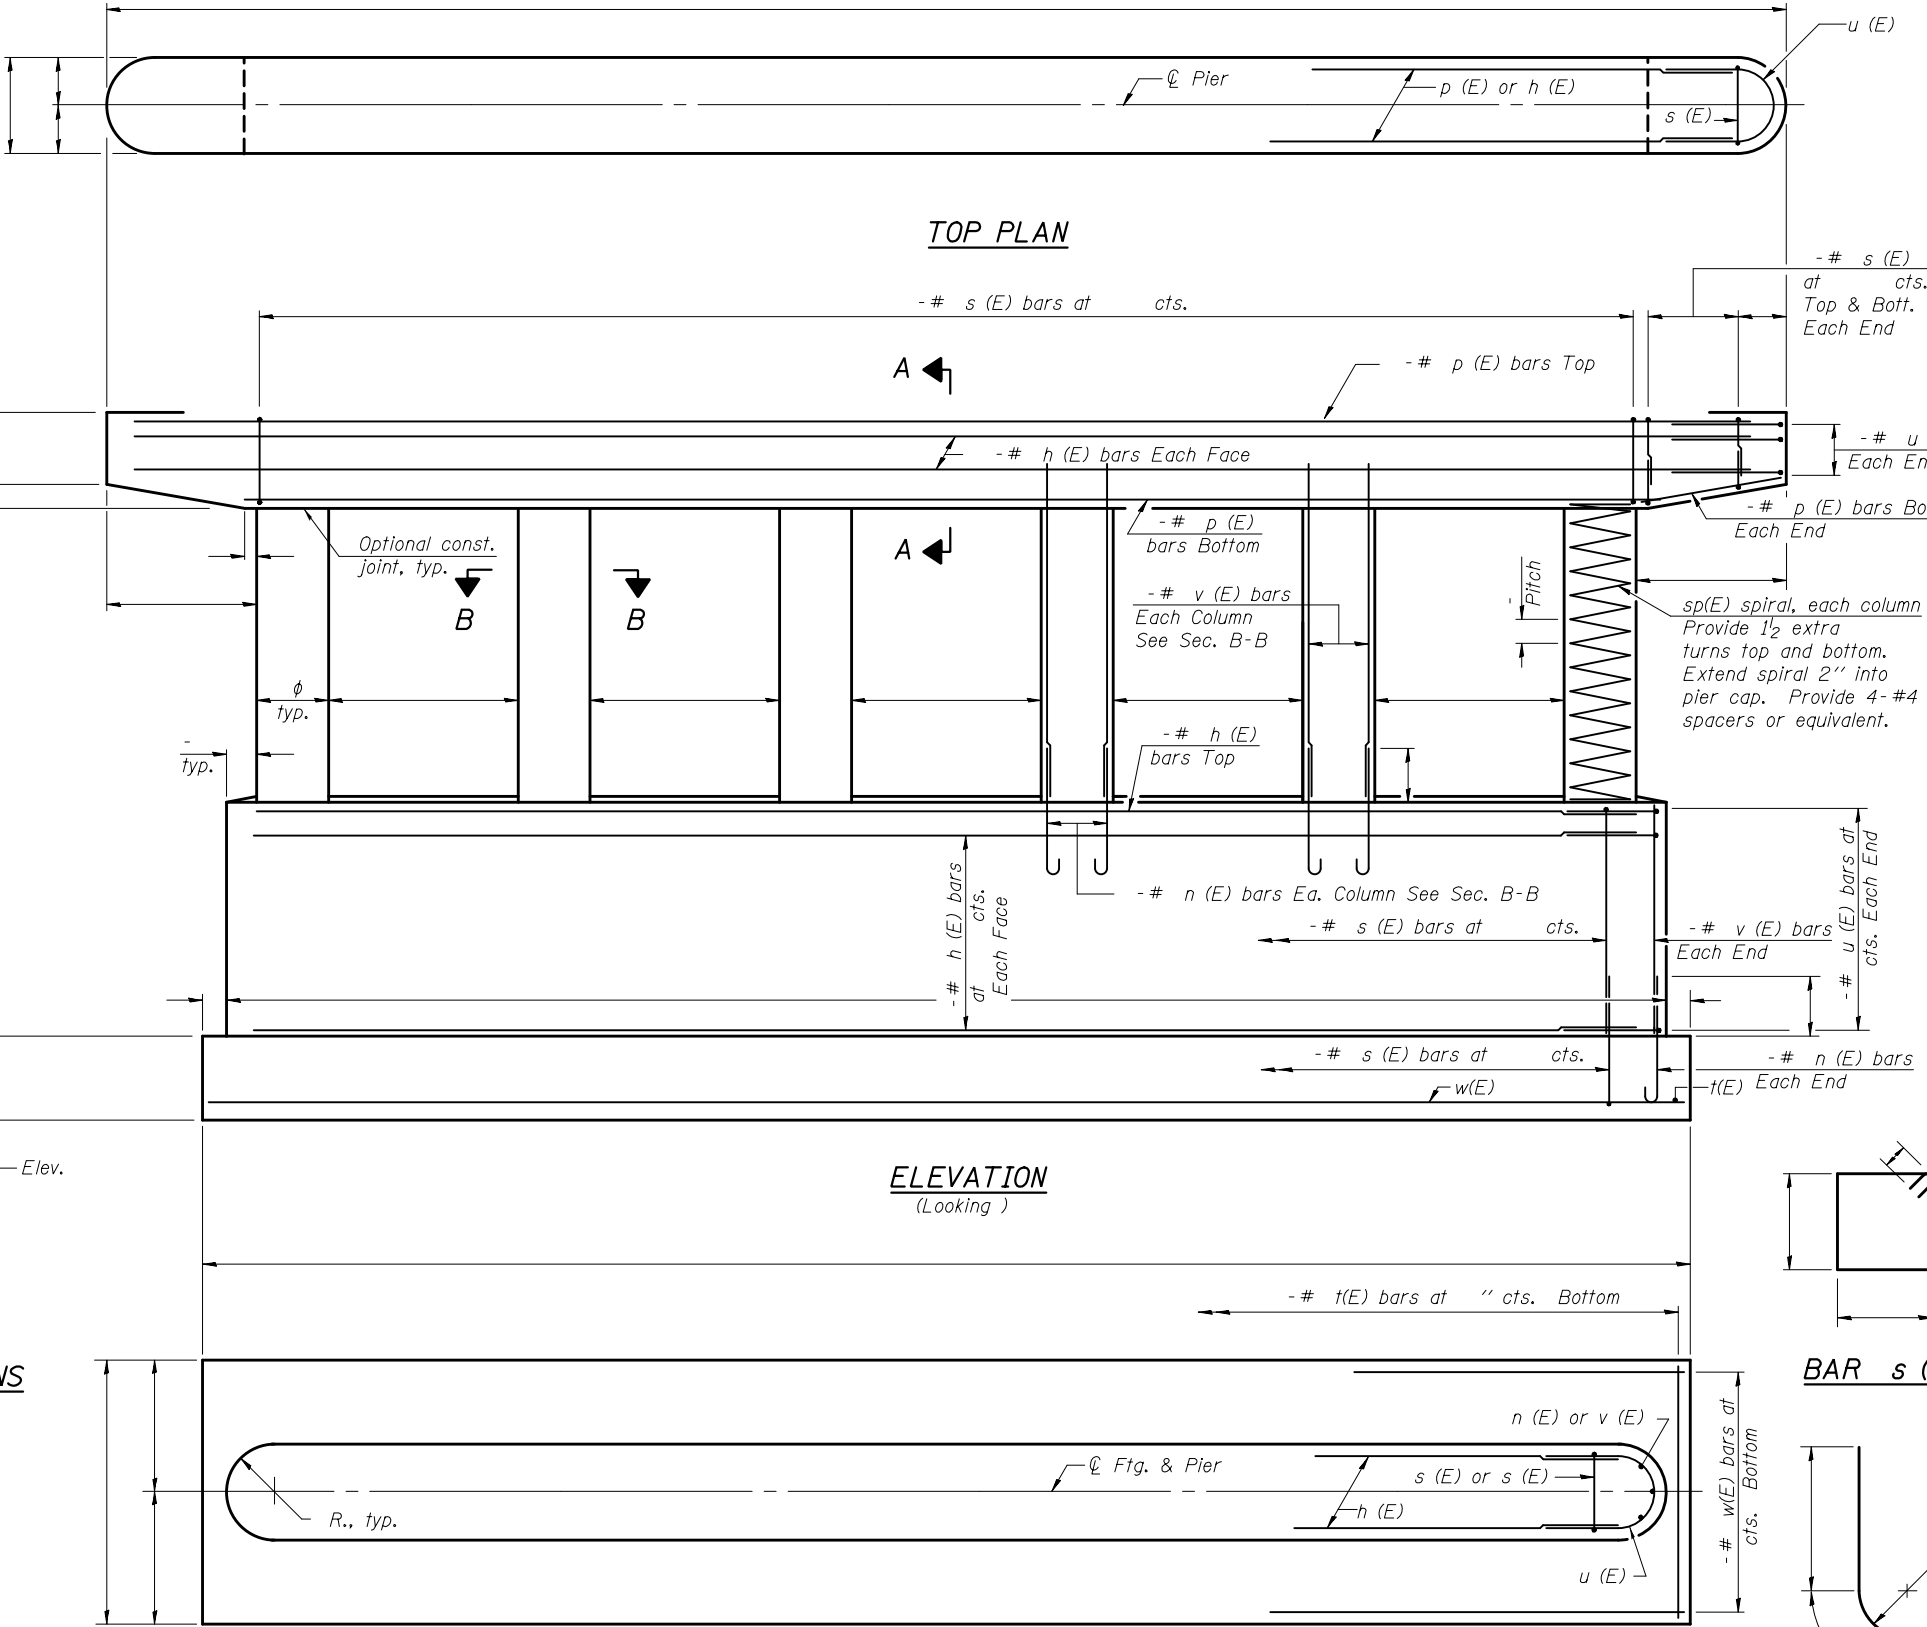 u (E)
℄ Pier
p (E) or h (E)
s (E)
TOP PLAN
-# s (E)
at cts.
Top & Bott.
Each End
-# s (E) bars at cts.
A
-# p (E) bars Top
-# h (E) bars Each Face
-# u
Each En
-# p (E) bars Bo
Each End
-# p (E)
bars Bottom
Optional const.
joint, typ.
A
B
B
-# v (E) bars
Each Column
See Sec. B-B
- Pitch
sp(E) spiral, each column
Provide 1½ extra
turns top and bottom.
Extend spiral 2" into
pier cap. Provide 4-#4
spacers or equivalent.
ϕ
typ.
-
typ.
-# h (E)
bars Top
-# h (E) bars
at cts.
Each Face
-# n (E) bars Ea. Column See Sec. B-B
-# s (E) bars at cts.
-# v (E) bars
Each End
-# u (E) bars at
cts. Each End
-# s (E) bars at cts.
-# n (E) bars
Each End
w(E)
t(E)
Elev.
ELEVATION
(Looking )
-# t(E) bars at " cts. Bottom
NS
BAR s (
n (E) or v (E)
℄ Ftg. & Pier
s (E) or s (E)
h (E)
R., typ.
u (E)
-# w(E) bars at
cts. Bottom